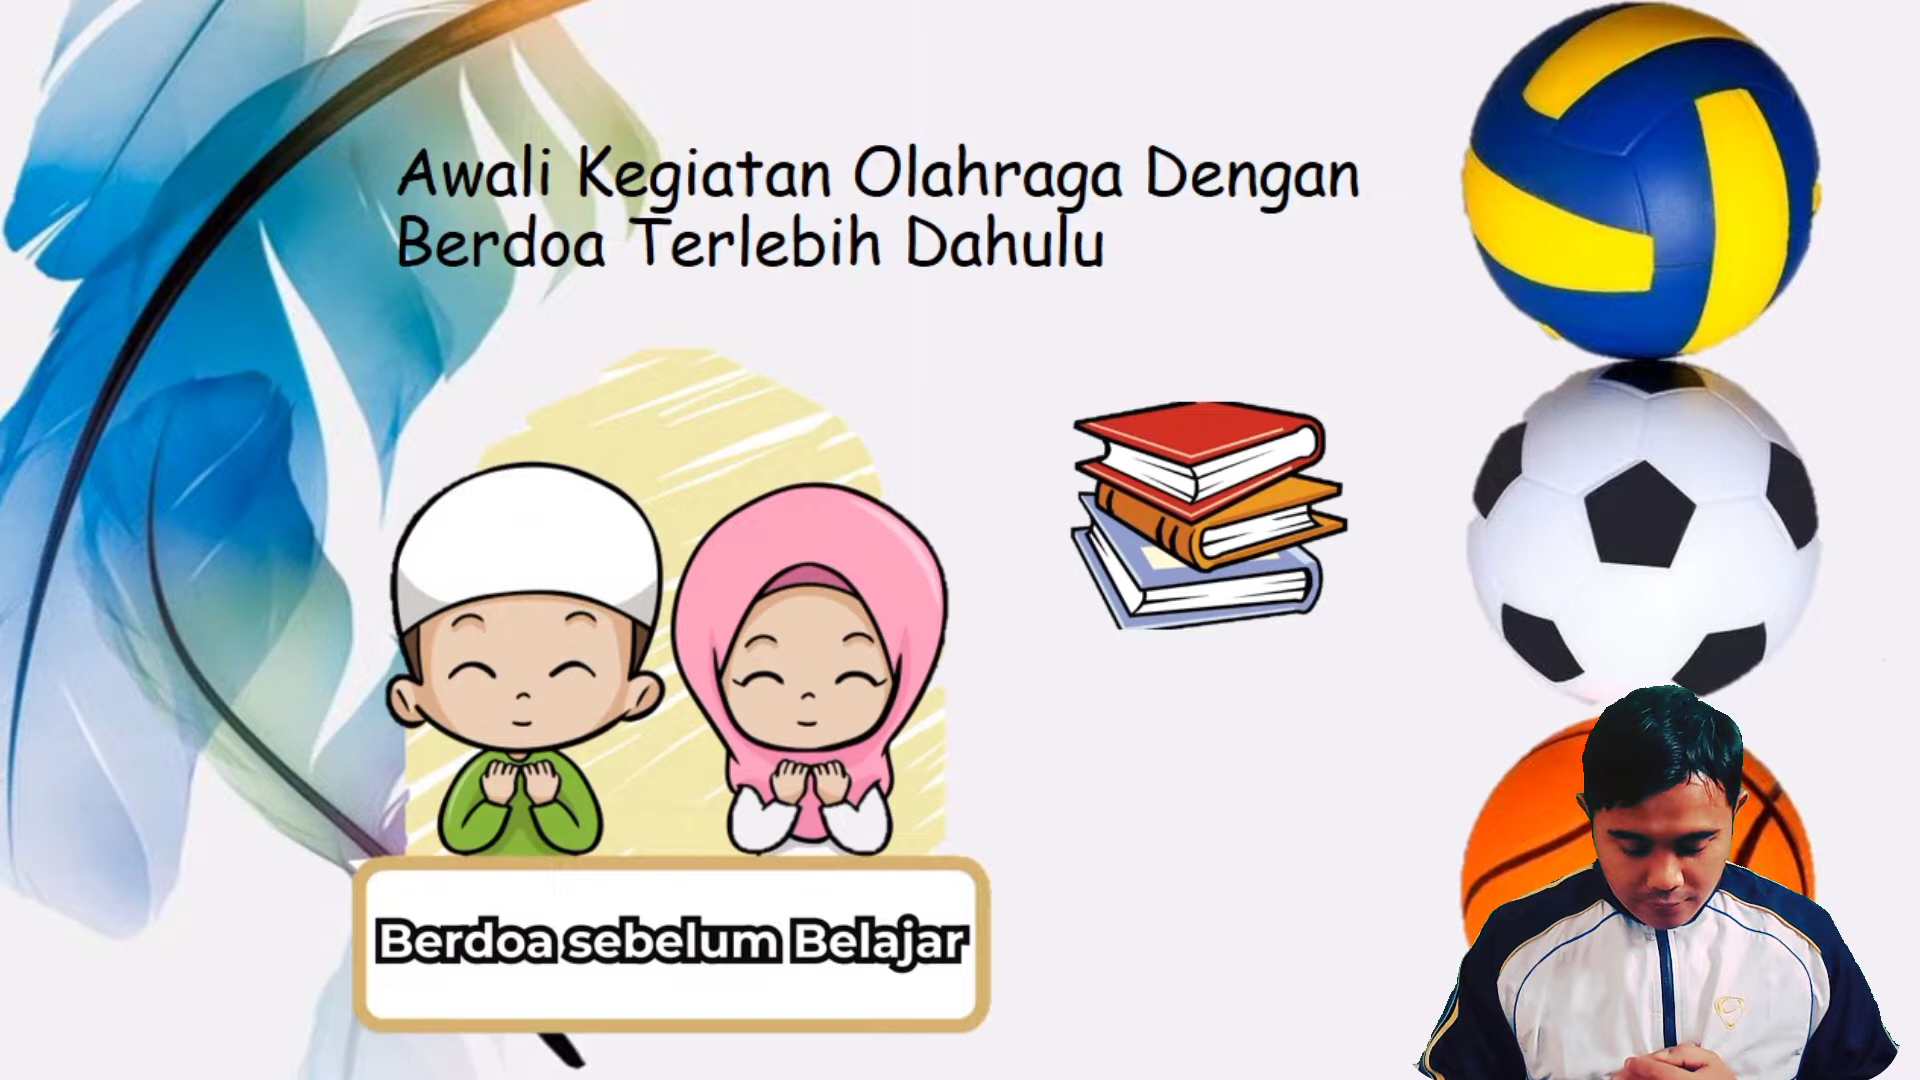 Awali Kegiatan Olahraga Dengan
Berdoa Terlebih Dahulu
Berdoa sebelum Belajar